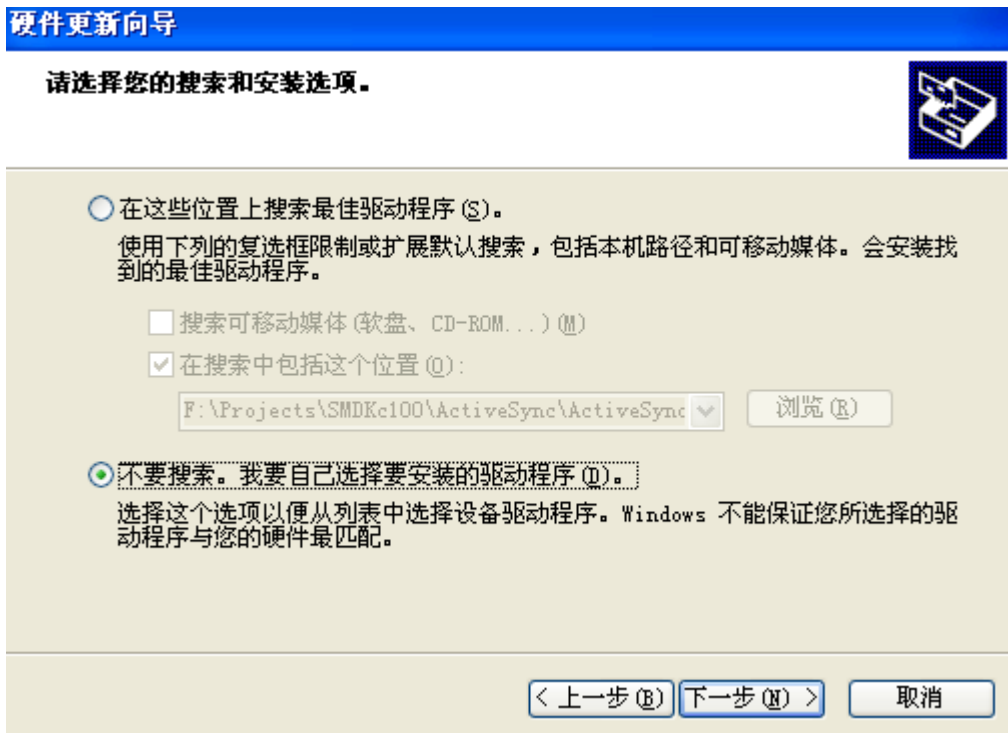 硬件更新向导
请选择您的搜索和安装选项。
在这些位置上搜索最佳驱动程序(S)。
使用下列的复选框限制或扩展默认搜索，包括本机路径和可移动媒体。会安装找
到的最佳驱动程序。
搜索可移动媒体(软盘、CD-ROM...)(M)
在搜索中包括这个位置(O):
F:\Projects\SMDKc100\ActiveSync\ActiveSync
浏览(R)
不要搜索。我要自己选择要安装的驱动程序(D)。
选择这个选项以便从列表中选择设备驱动程序。Windows 不能保证您所选择的驱
动程序与您的硬件最匹配。
< 上一步(B) 下一步(N) > 取消